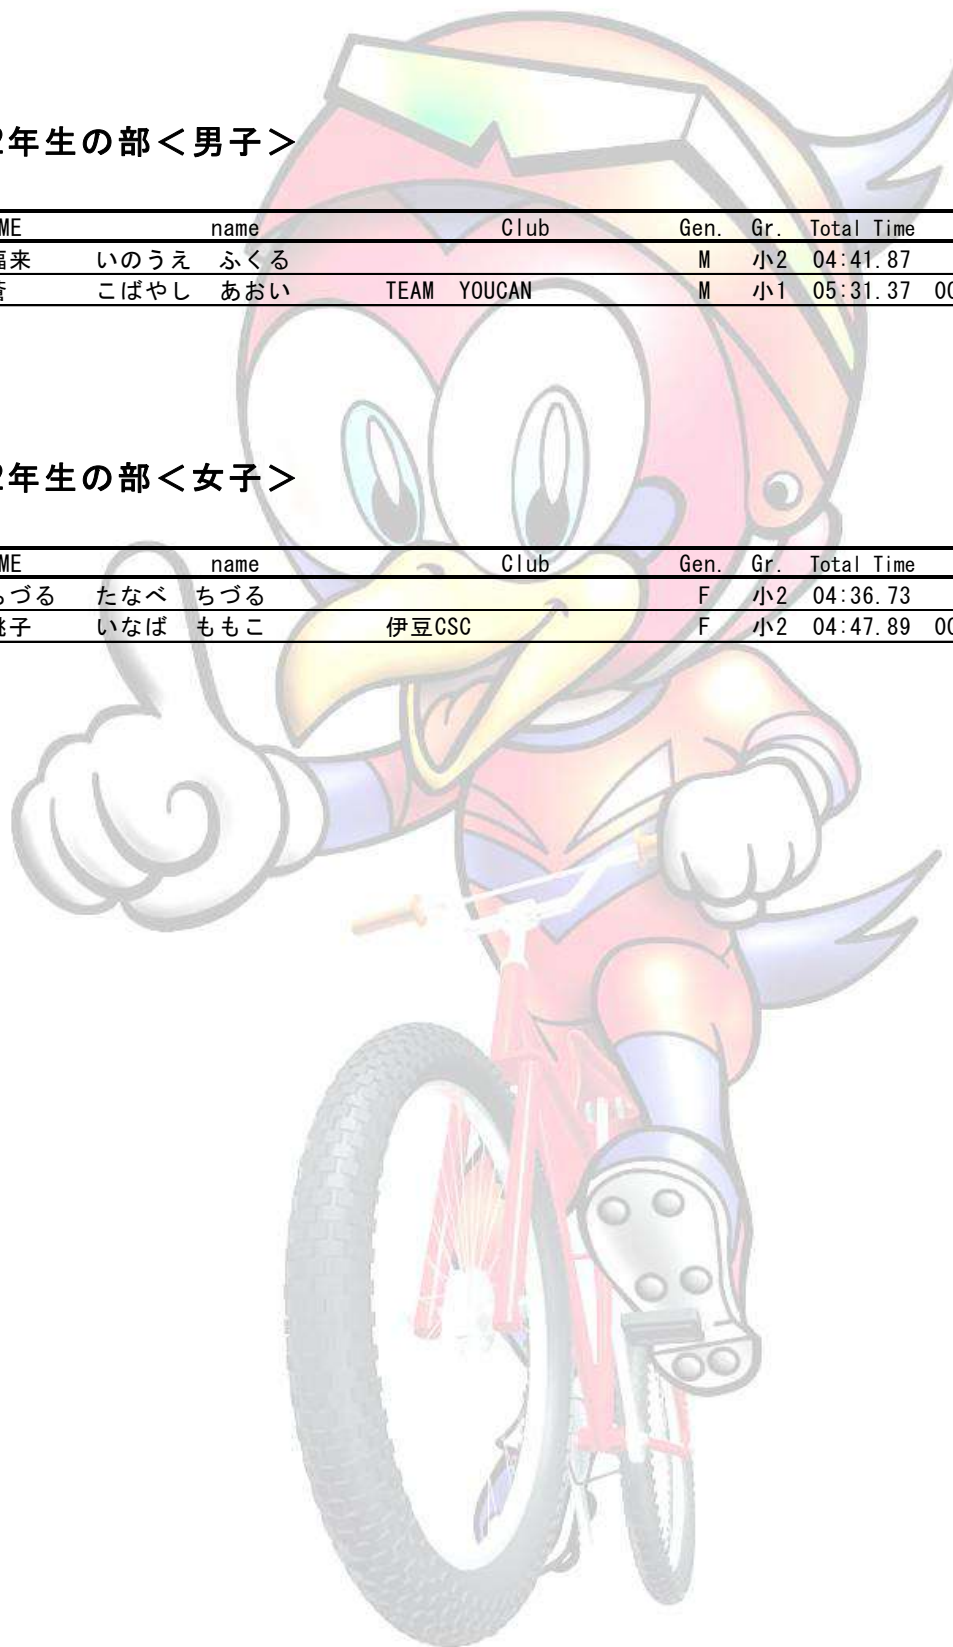 2年生の部＜男子＞
ME name Club Gen. Gr. Total Time
福来 いのうえ ふくる M 小2 04:41.87
蒼 こばやし あおい TEAM YOUCAN M 小1 05:31.37 00
2年生の部＜女子＞
ME name Club Gen. Gr. Total Time
ちづる たなべ ちづる F 小2 04:36.73
桃子 いなば ももこ 伊豆CSC F 小2 04:47.89 00